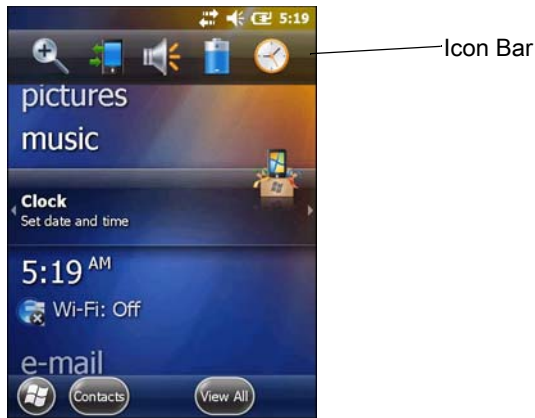 5:19
Icon Bar
pictures
music
Clock
Set date and time
5:19 AM
Wi-Fi: Off
e-mail
Contacts
View All